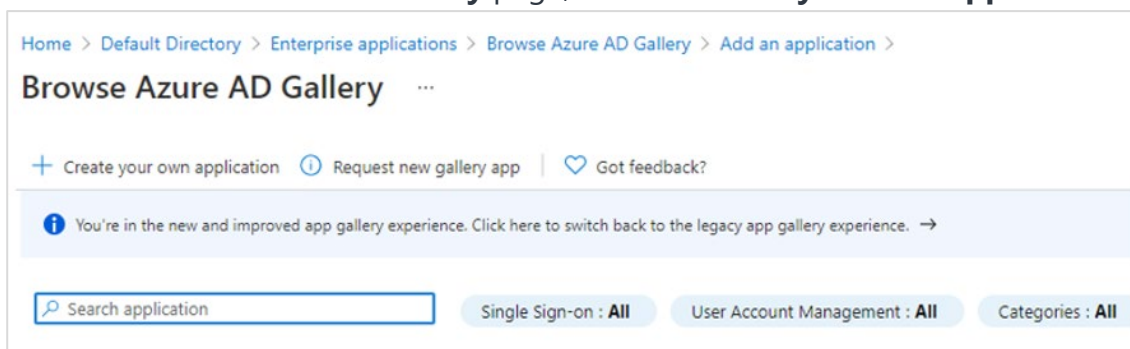 Home > Default Directory > Enterprise applications > Browse Azure AD Gallery > Add an application >
Browse Azure AD Gallery ...
+ Create your own application Request new gallery app Got feedback?
You're in the new and improved app gallery experience. Click here to switch back to the legacy app gallery experience. →
Search application Single Sign-on : All User Account Management : All Categories : All